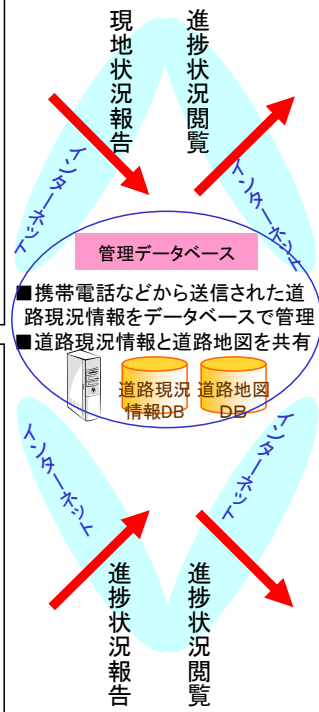 現地状況報告
進捗状況閲覧
インターネット
インターネット
管理データベース
■携帯電話などから送信された道
路現況情報をデータベースで管理
■道路現況情報と道路地図を共有
道路現況
情報DB
道路地図
DB
インターネット
インターネット
進捗状況報告
進捗状況閲覧